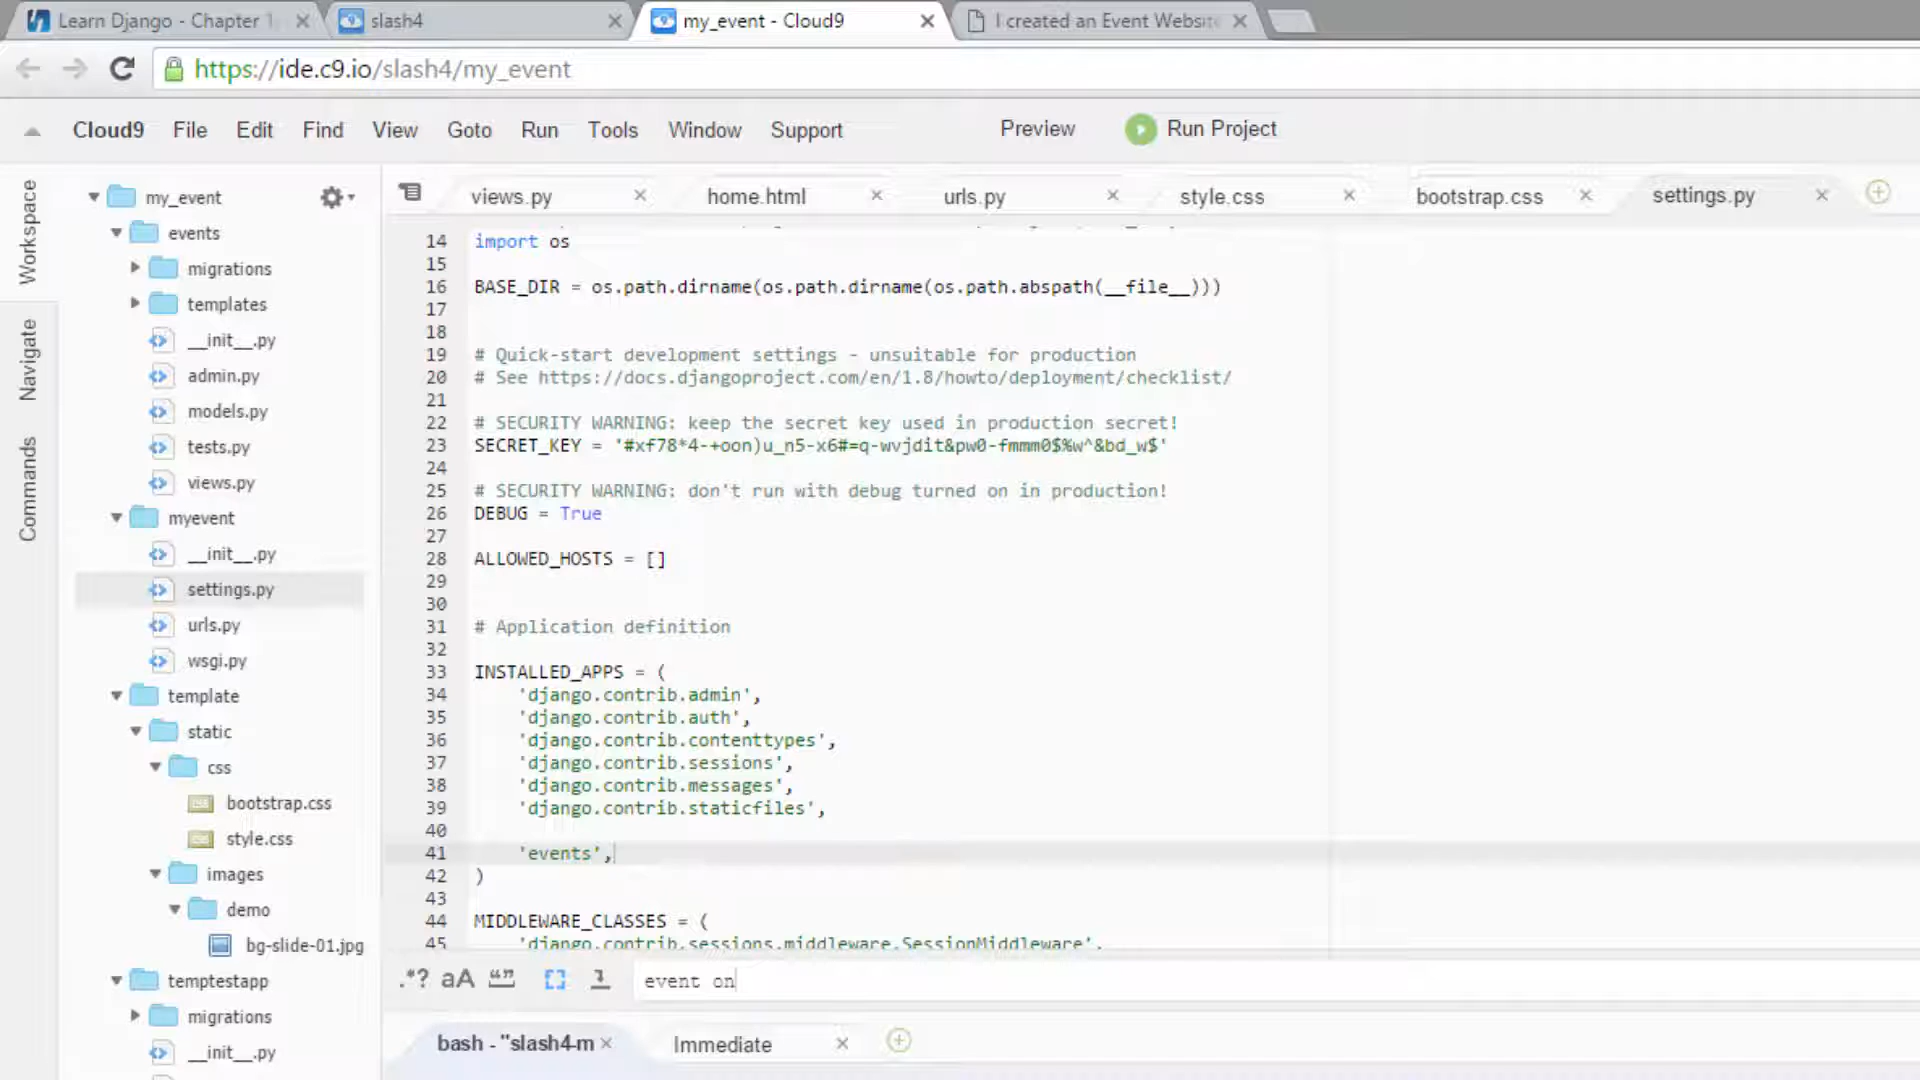 Learn Django - Chapter 1
slash4
my_event - Cloud9
I created an Event Website
https://ide.c9.io/slash4/my_event
Cloud9 File Edit Find View Goto Run Tools Window Support Preview Run Project
Workspace
Navigate
Commands
my_event
events
migrations
templates
__init__.py
admin.py
models.py
tests.py
views.py
myevent
__init__.py
settings.py
urls.py
wsgi.py
template
static
css
bootstrap.css
style.css
images
demo
bg-slide-01.jpg
temptestapp
migrations
__init__.py
views.py home.html urls.py style.css bootstrap.css settings.py
14 import os
15
16 BASE_DIR = os.path.dirname(os.path.dirname(os.path.abspath(__file__)))
17
18
19 # Quick-start development settings - unsuitable for production
20 # See https://docs.djangoproject.com/en/1.8/howto/deployment/checklist/
21
22 # SECURITY WARNING: keep the secret key used in production secret!
23 SECRET_KEY = '#xf78*4-+oon)u_n5-x6#=q-wvjdit&pw0-fmmm0$%w^&bd_w$'
24
25 # SECURITY WARNING: don't run with debug turned on in production!
26 DEBUG = True
27
28 ALLOWED_HOSTS = []
29
30
31 # Application definition
32
33 INSTALLED_APPS = (
34 'django.contrib.admin',
35 'django.contrib.auth',
36 'django.contrib.contenttypes',
37 'django.contrib.sessions',
38 'django.contrib.messages',
39 'django.contrib.staticfiles',
40
41 'events',
42 )
43
44 MIDDLEWARE_CLASSES = (
45 'django.contrib.sessions.middleware.SessionMiddleware',
.*? aA “” event on
bash - "slash4-m Immediate